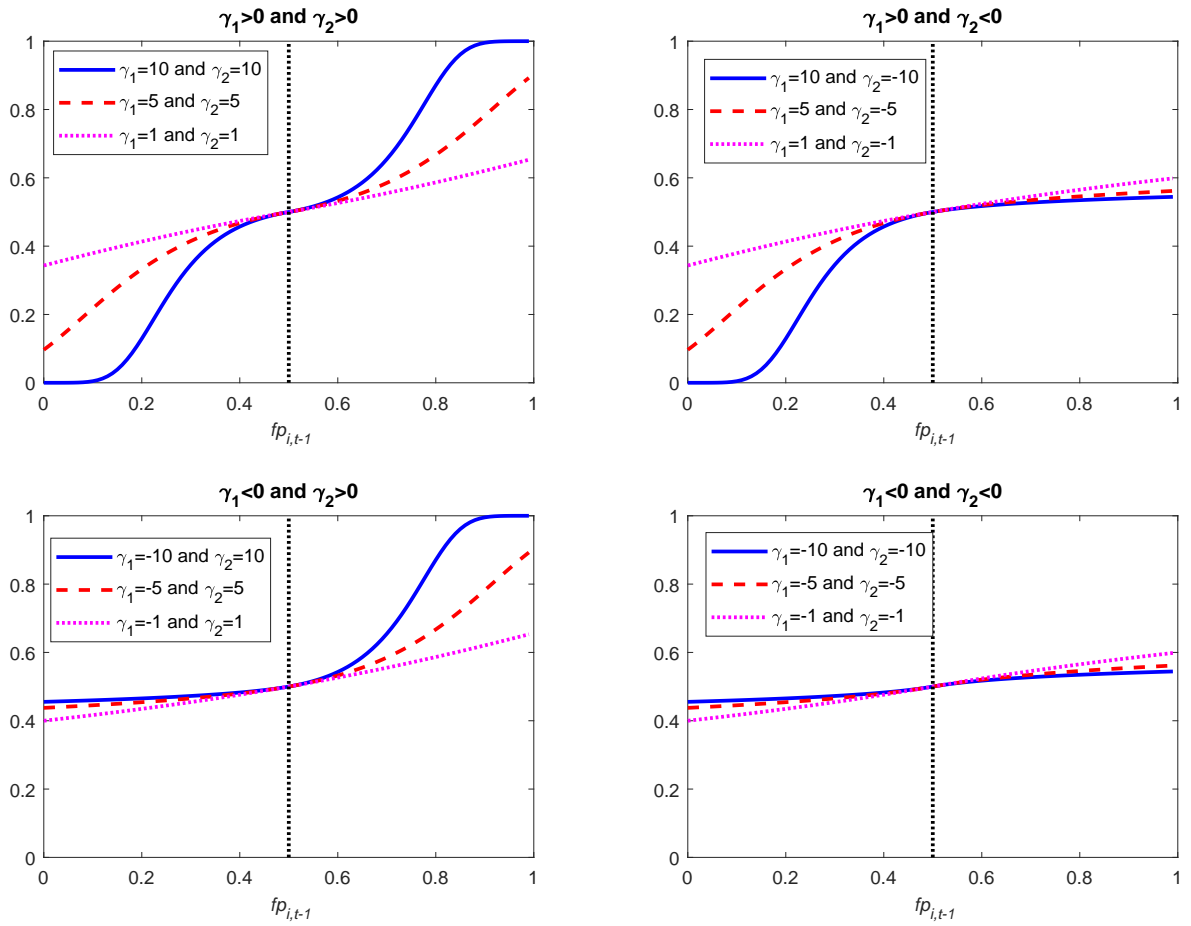 γ1>0 and γ2>0
γ1=10 and γ2=10
γ1=5 and γ2=5
γ1=1 and γ2=1
1
0.8
0.6
0.4
0.2
0
0 0.2 0.4 0.6 0.8 1
fpi,t-1
γ1>0 and γ2<0
γ1=10 and γ2=-10
γ1=5 and γ2=-5
γ1=1 and γ2=-1
1
0.8
0.6
0.4
0.2
0
0 0.2 0.4 0.6 0.8 1
fpi,t-1
γ1<0 and γ2>0
γ1=-10 and γ2=10
γ1=-5 and γ2=5
γ1=-1 and γ2=1
1
0.8
0.6
0.4
0.2
0
0 0.2 0.4 0.6 0.8 1
fpi,t-1
γ1<0 and γ2<0
γ1=-10 and γ2=-10
γ1=-5 and γ2=-5
γ1=-1 and γ2=-1
1
0.8
0.6
0.4
0.2
0
0 0.2 0.4 0.6 0.8 1
fpi,t-1